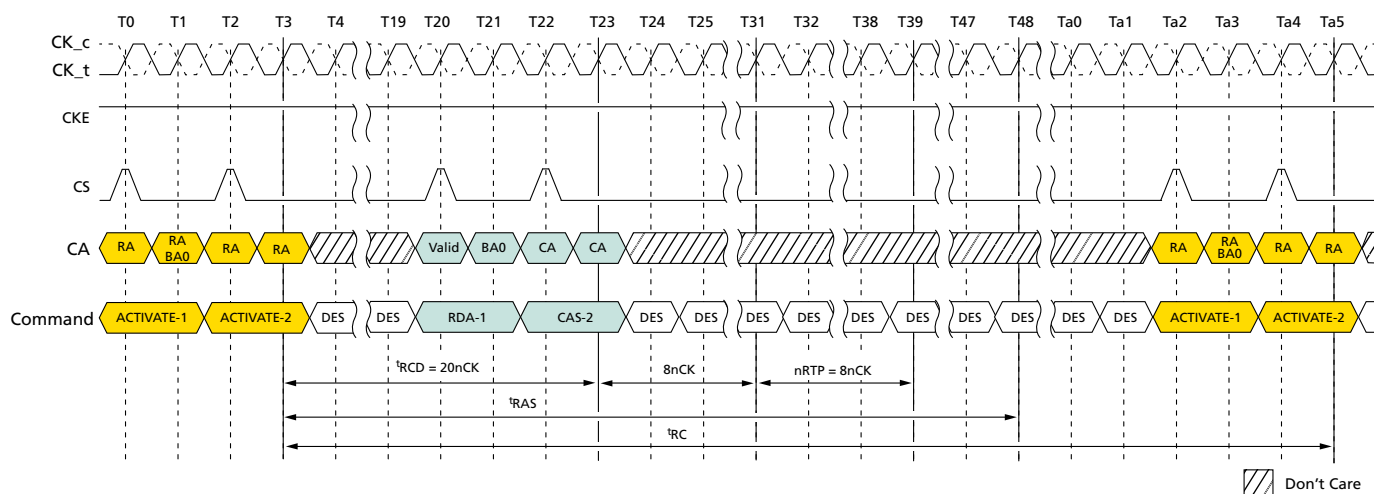 T0 T1 T2 T3 T4 T19 T20 T21 T22 T23 T24 T25 T31 T32 T38 T39 T47 T48 Ta0 Ta1 Ta2 Ta3 Ta4 Ta5
CK_c
CK_t
CKE
CS
CA RA RA BA0 RA RA Valid BA0 CA CA RA RA BA0 RA RA
Command ACTIVATE-1 ACTIVATE-2 DES DES RDA-1 CAS-2 DES DES DES DES DES DES DES DES DES DES ACTIVATE-1 ACTIVATE-2
tRCD = 20nCK 8nCK nRTP = 8nCK
tRAS
tRC
Don't Care